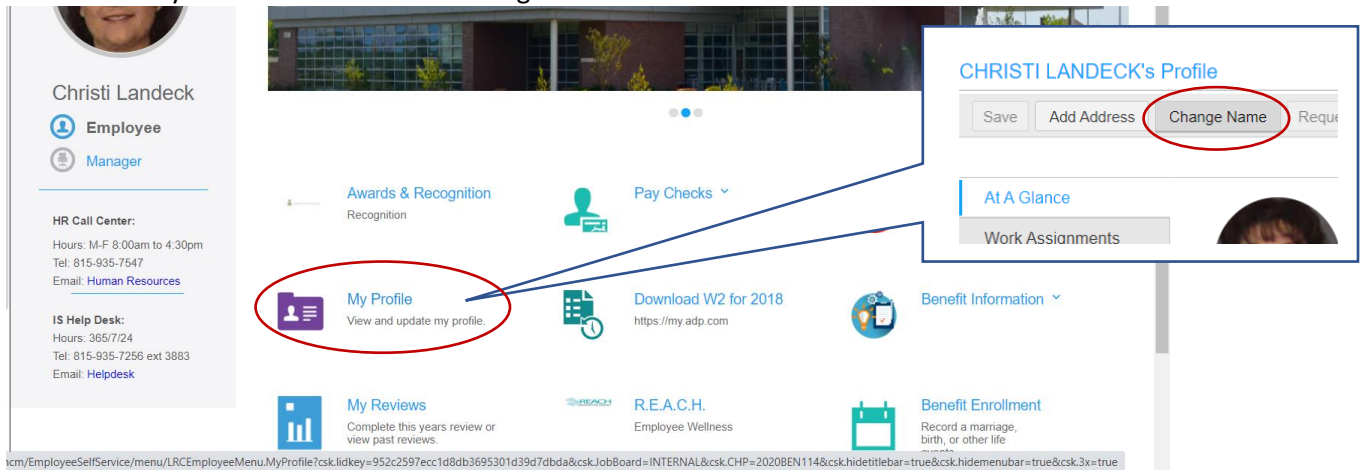 Christi Landeck
Employee
Manager
HR Call Center:
Hours: M-F 8:00am to 4:30pm
Tel: 815-935-7547
Email: Human Resources
IS Help Desk:
Hours: 365/7/24
Tel: 815-935-7256 ext 3883
Email: Helpdesk
Awards & Recognition
Recognition
Pay Checks
My Profile
View and update my profile.
Download W2 for 2018
https://my.adp.com
Benefit Information
My Reviews
Complete this years review or
view past reviews.
REACH
R.E.A.C.H.
Employee Wellness
Benefit Enrollment
Record a marriage,
birth, or other life
events
CHRISTI LANDECK's Profile
Save Add Address Change Name Reque
At A Glance
Work Assignments
ncm/EmployeeSelfService/menu/LRCEmployeeMenu.MyProfile?csk.lidkey=952c2597ecc1d8db3695301d39d7dbda&csk.JobBoard=INTERNAL&csk.CHP=2020BEN114&csk.hidetitlebar=true&csk.hidemenubar=true&csk.3x=true